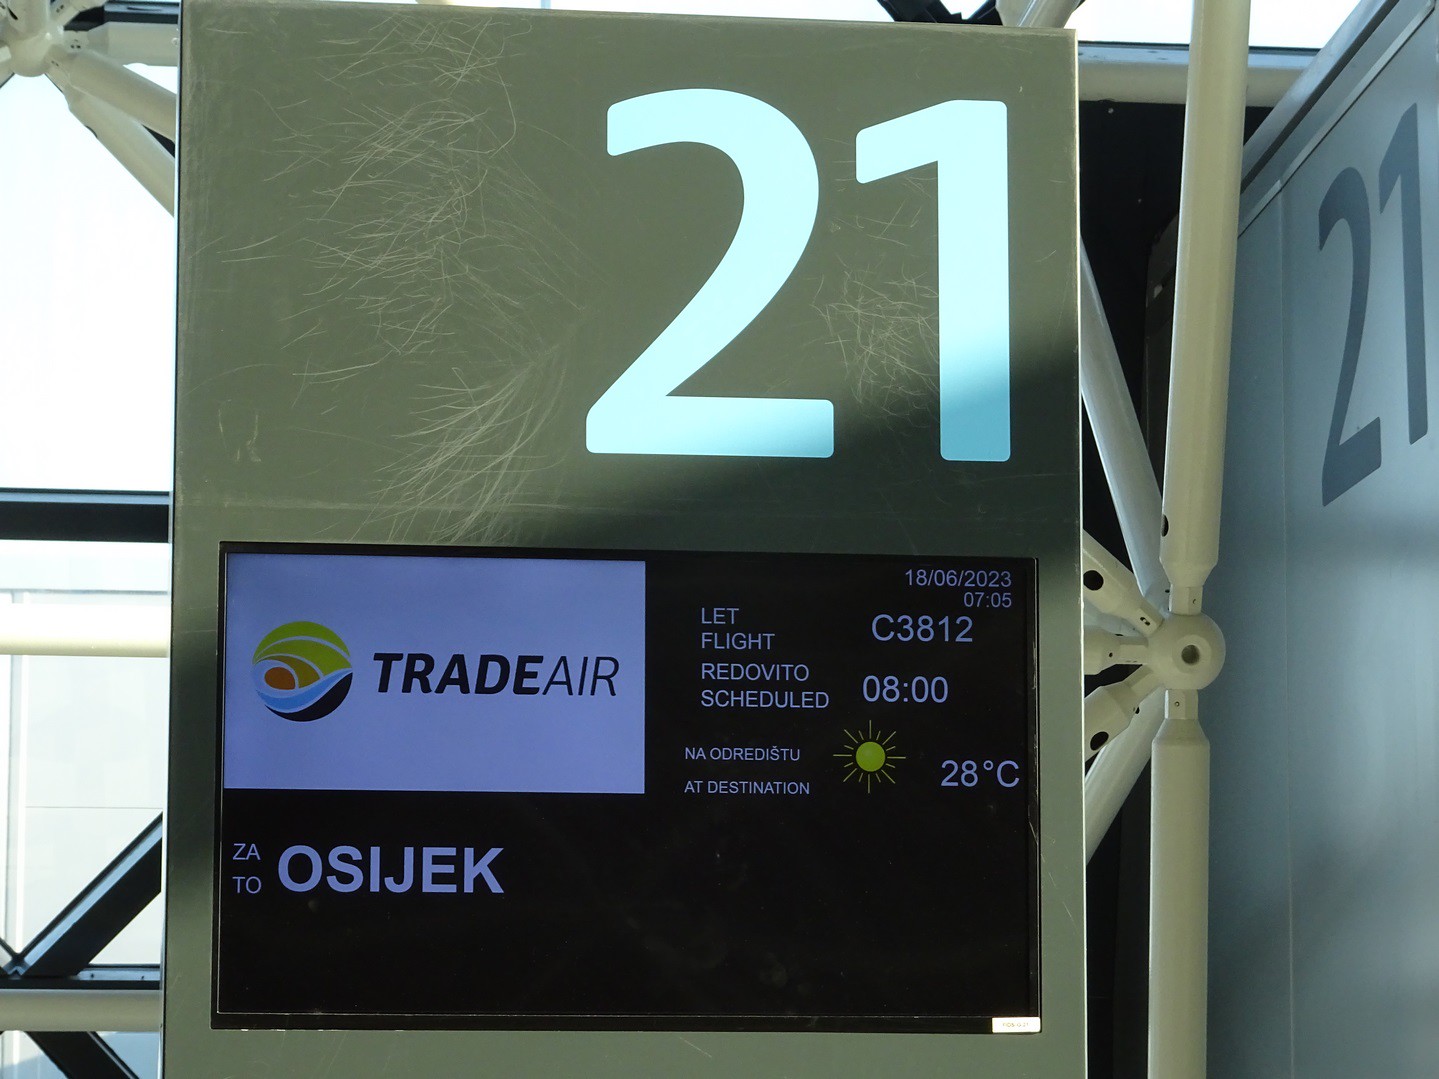 21
21
TRADEAIR
18/06/2023
07:05
LET
FLIGHT
C3812
REDOVITO
SCHEDULED
08:00
NA ODREDIŠTU
AT DESTINATION
28°C
ZA
TO
OSIJEK